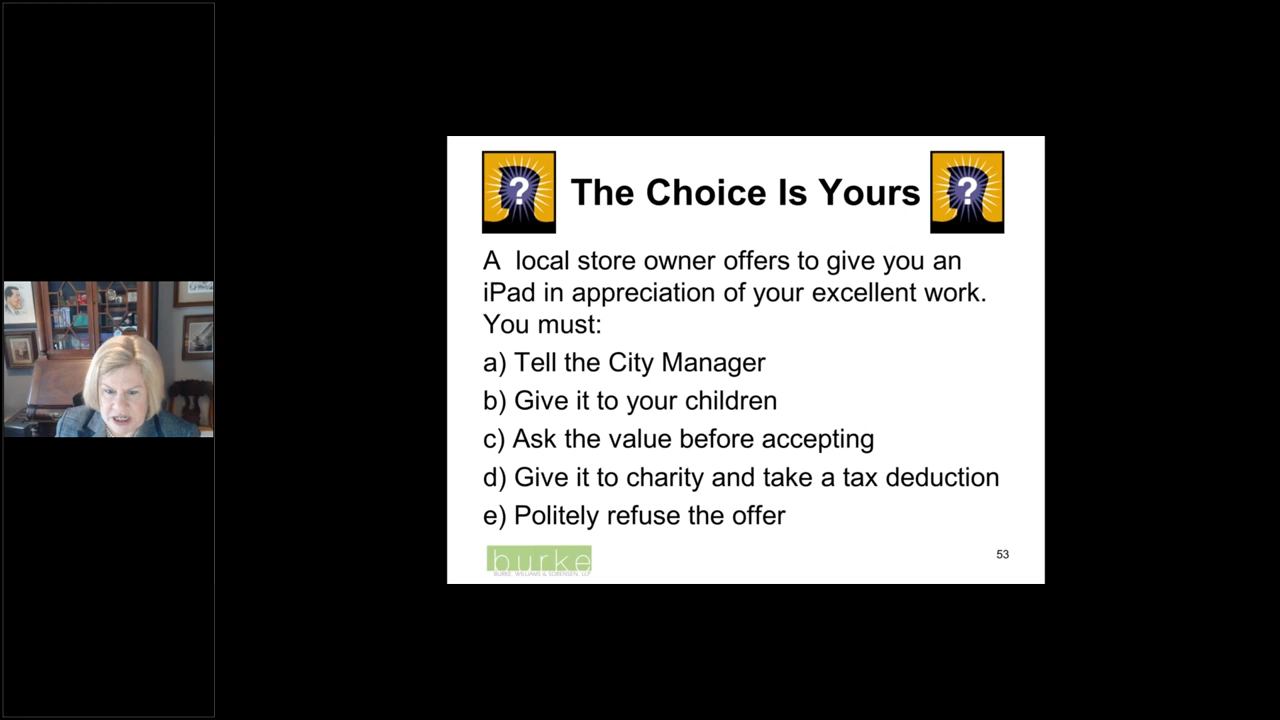 The Choice Is Yours
A local store owner offers to give you an
iPad in appreciation of your excellent work.
You must:
a) Tell the City Manager
b) Give it to your children
c) Ask the value before accepting
d) Give it to charity and take a tax deduction
e) Politely refuse the offer
burke
BURKE, WILLIAMS & SORENSEN, LLP
53